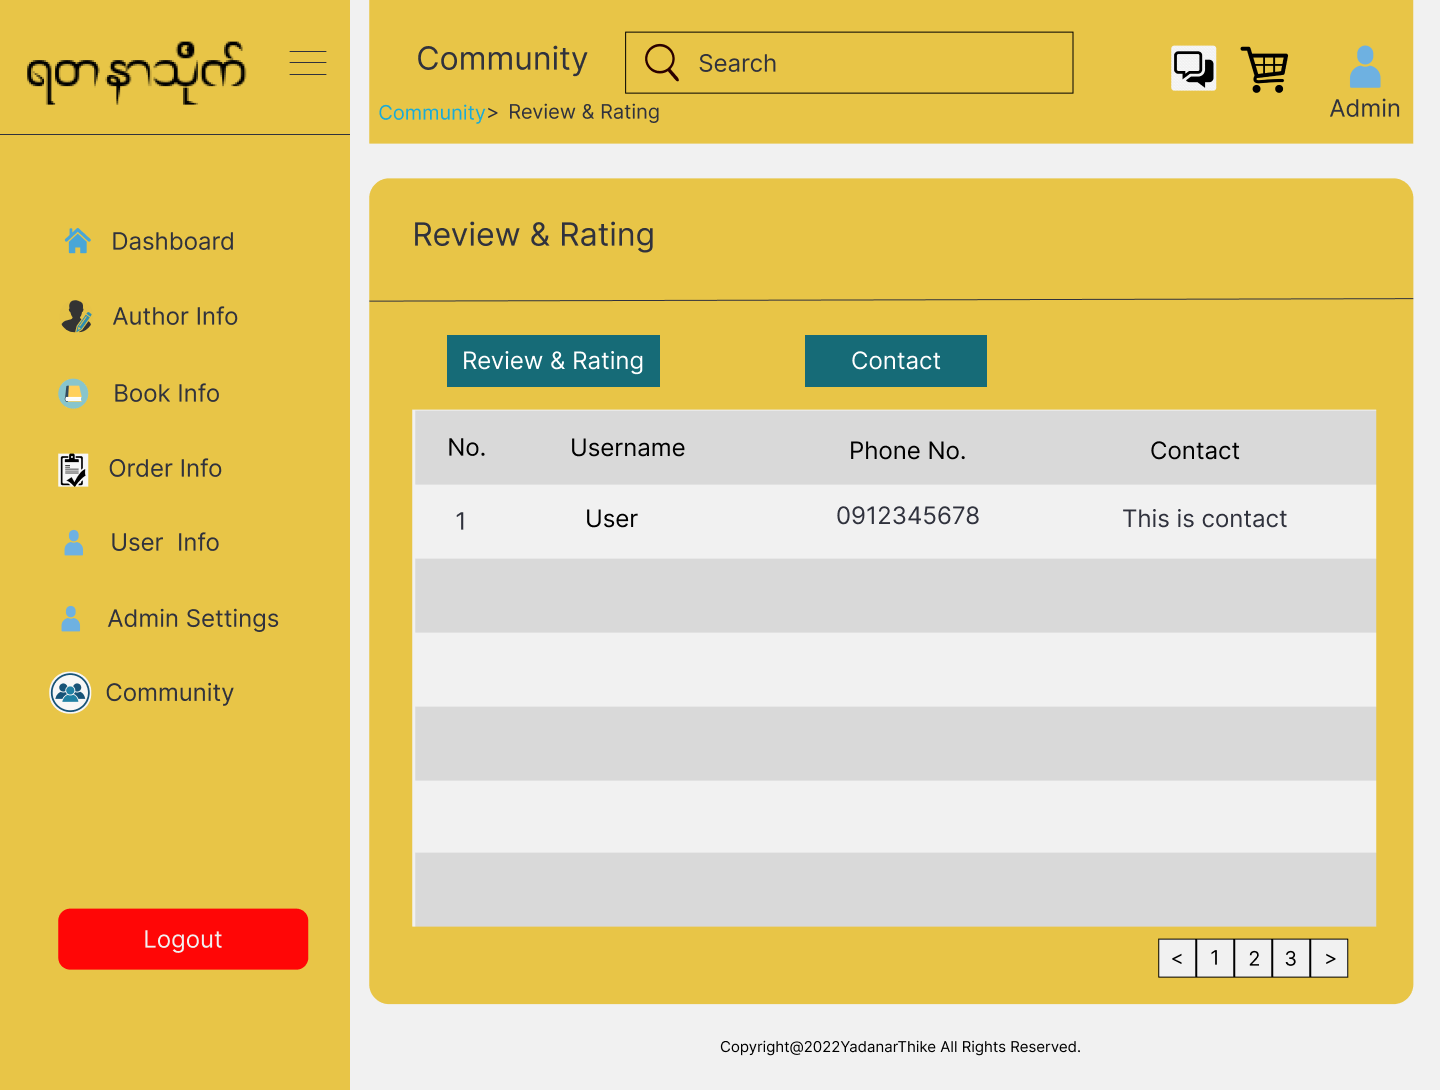 ရတနာသိုက်
Community
Search
Community> Review & Rating
Admin
Dashboard
Author Info
Book Info
Order Info
User Info
Admin Settings
Community
Logout
Review & Rating
Review & Rating
Contact
No. Username Phone No. Contact
1 User 0912345678 This is contact
< 1 2 3 >
Copyright@2022YadanarThike All Rights Reserved.